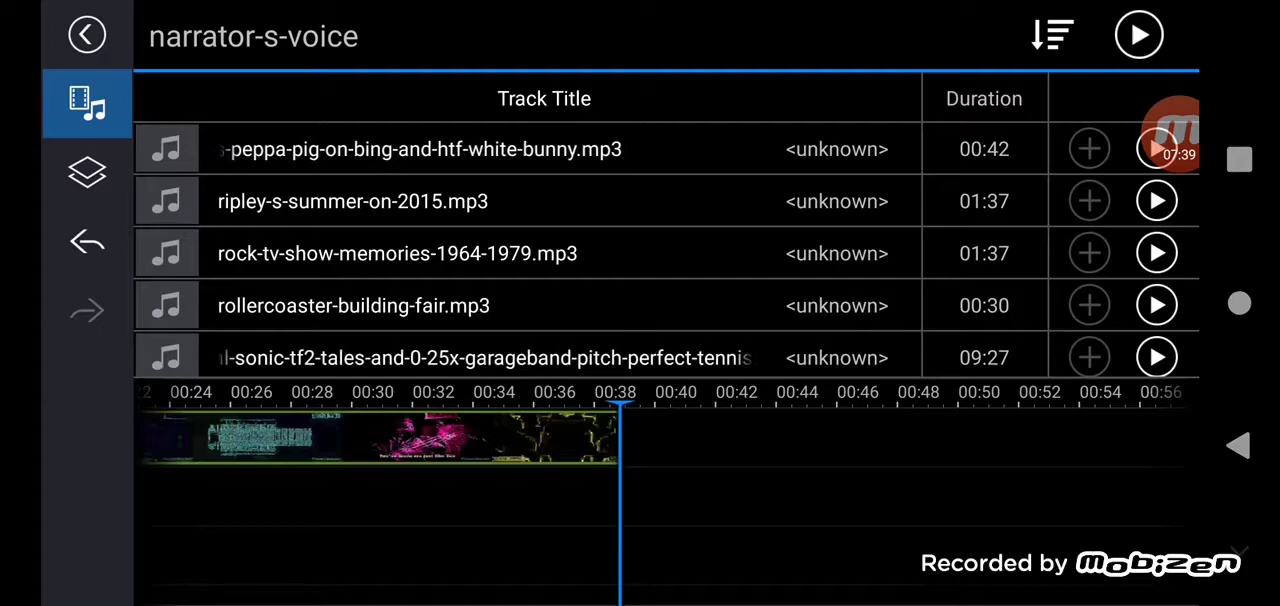 narrator-s-voice
Track Title Duration
s-peppa-pig-on-bing-and-htf-white-bunny.mp3 <unknown> 00:42
07:39
ripley-s-summer-on-2015.mp3 <unknown> 01:37
rock-tv-show-memories-1964-1979.mp3 <unknown> 01:37
rollercoaster-building-fair.mp3 <unknown> 00:30
l-sonic-tf2-tales-and-0-25x-garageband-pitch-perfect-tennis <unknown> 09:27
22 00:24 00:26 00:28 00:30 00:32 00:34 00:36 00:38 00:40 00:42 00:44 00:46 00:48 00:50 00:52 00:54 00:56
Recorded by mobizen